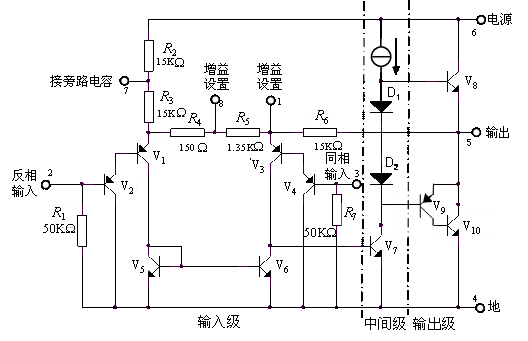 电源
6
R2
15KΩ
接旁路电容
7
R3
15KΩ
增益
设置
8
增益
设置
1
D1
V8
R4
150 Ω
R5
1.35KΩ
R6
15KΩ
输出
5
V1
V3
同相
输入
3
D2
反相
输入
2
V2
V4
V9
R1
50KΩ
R7
50KΩ
V10
V5
V6
V7
4
地
输入级
中间级
输出级